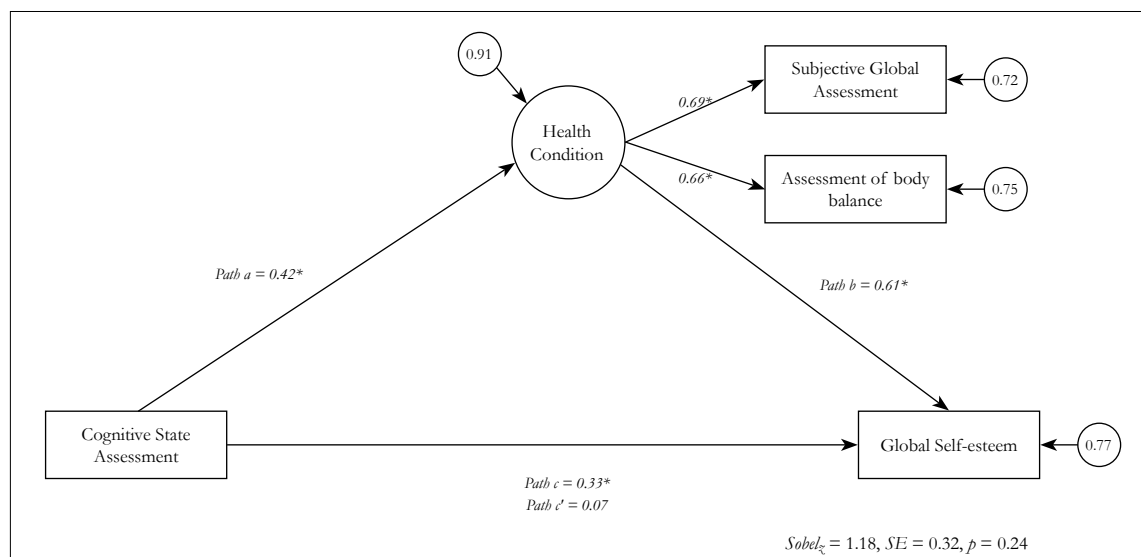 0.91
Subjective Global
Assessment
0.72
0.69*
Health
Condition
0.66*
Assessment of body
balance
0.75
Path a = 0.42*
Path b = 0.61*
Cognitive State
Assessment
Global Self-esteem
0.77
Path c = 0.33*
Path c' = 0.07
Sobelz = 1.18, SE = 0.32, p = 0.24